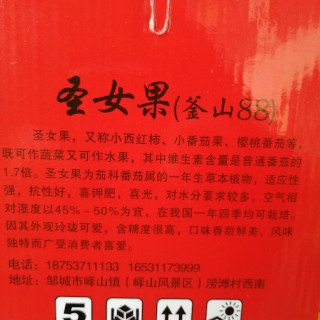 圣女果(釜山88)
圣女果，又称小西红柿、小番茄果、樱桃番茄等，
既可作蔬菜又可作水果，其中维生素含量是普通番茄的
1.7倍。圣女果为茄科番茄属的一年生草本植物，适应性
强，抗性好，喜钾肥，喜光，对水分要求较多，空气相
对湿度以45%－50%为宜，在我国一年四季均可栽培。
因其外观玲珑可爱，含糖度很高，口味香甜鲜美，风味
独特而广受消费者喜爱。
电话：18753711133 16531173999
地址：邹城市峄山镇（峄山风景区）涝滩村西南
5